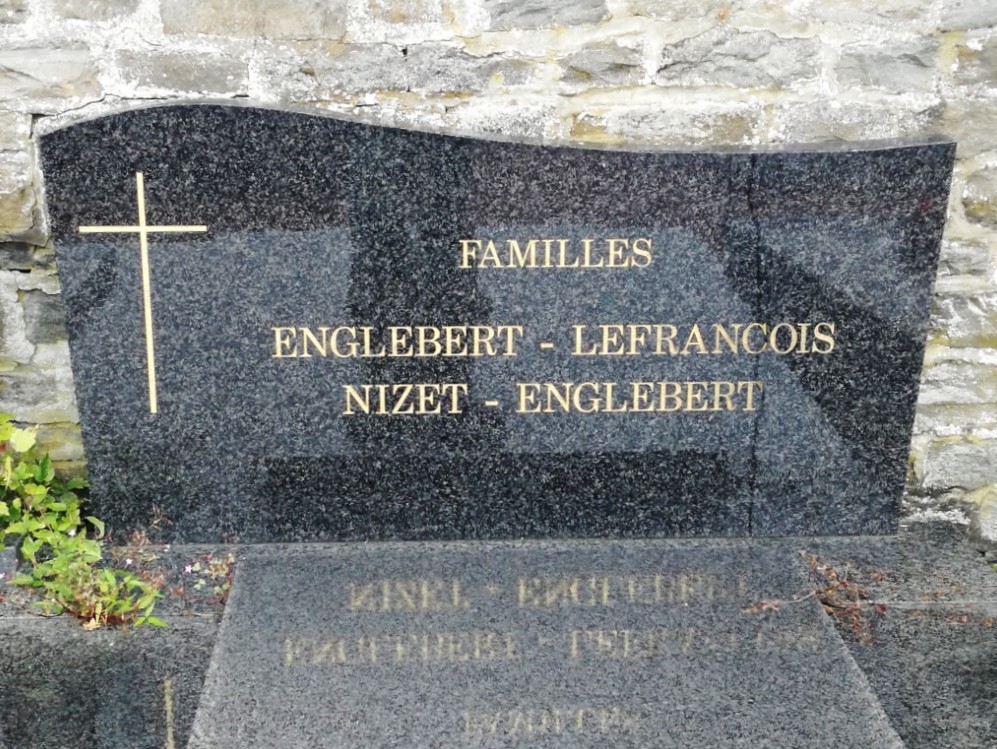 FAMILLES
ENGLEBERT - LEFRANCOIS
NIZET - ENGLEBERT